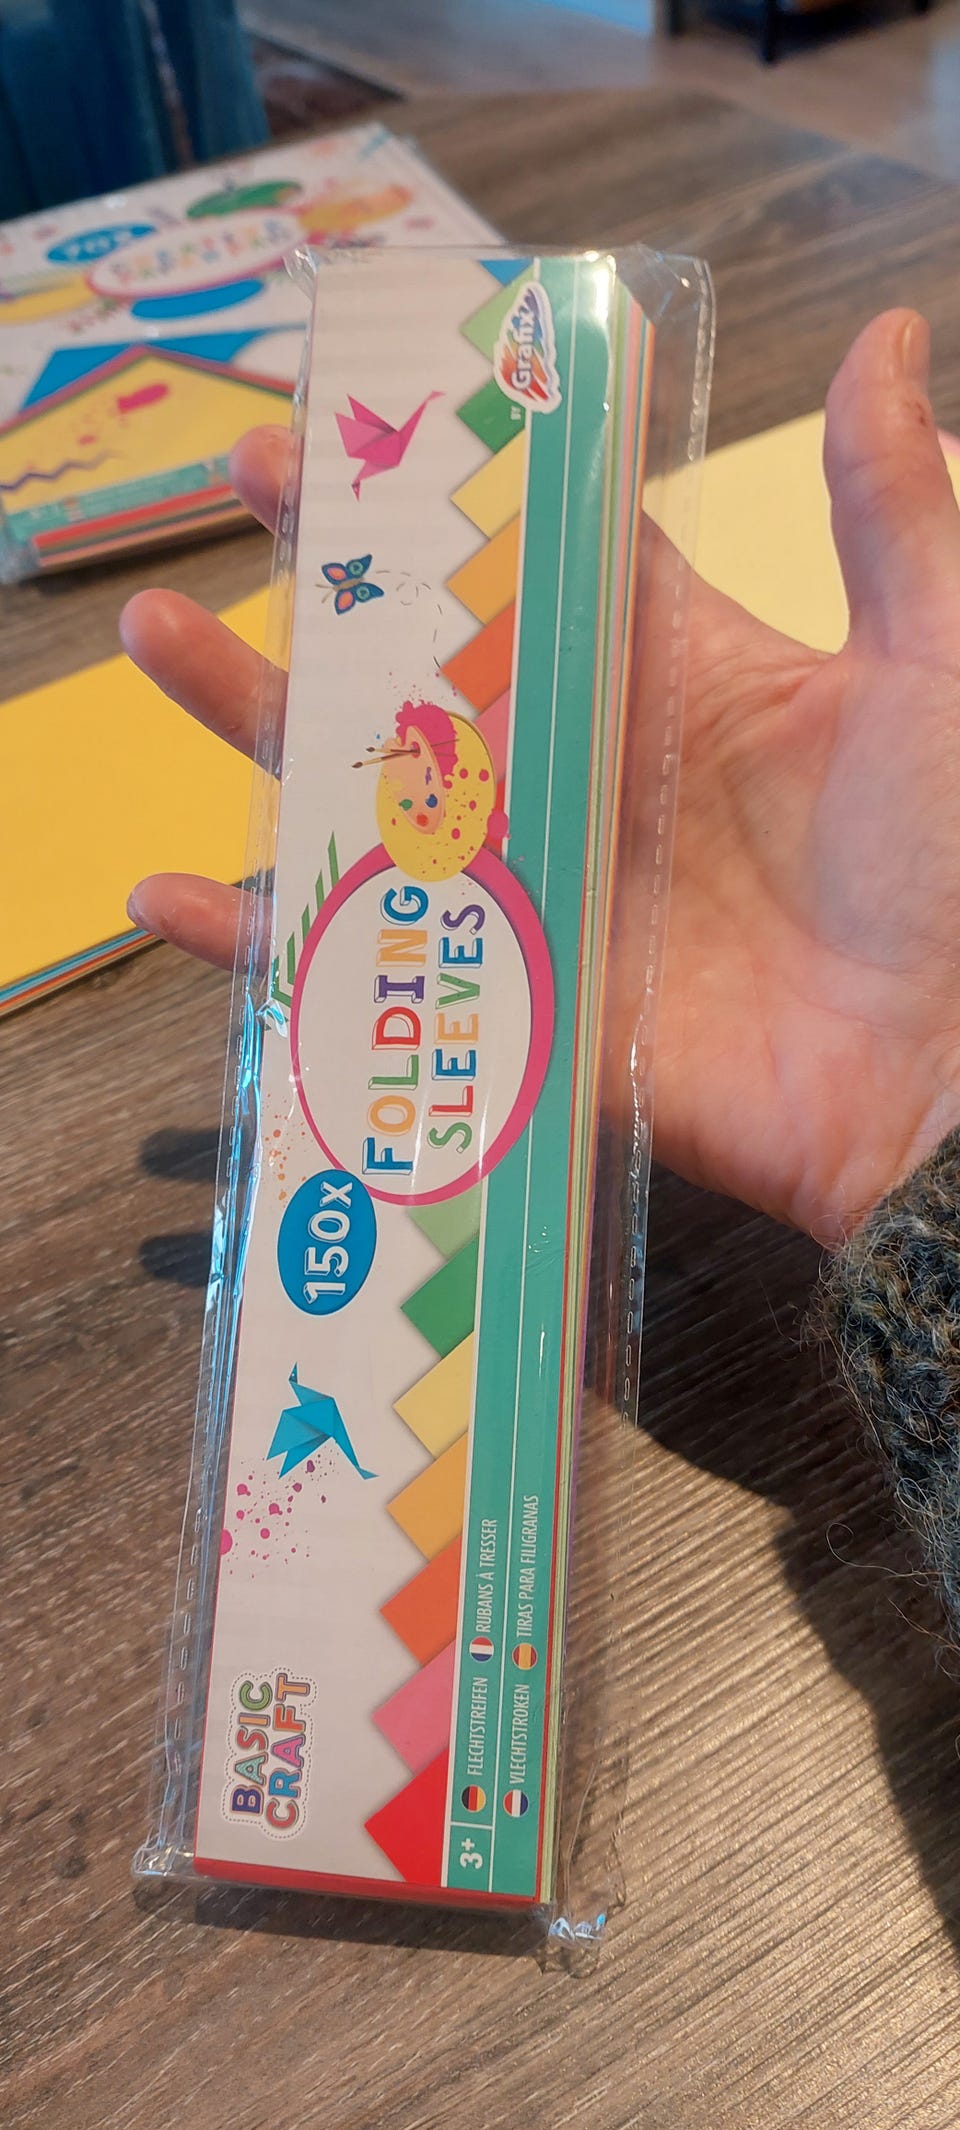 BASIC
CRAFT
150x
FOLDING
SLEEVES
BY Grafix
3+
FLECHTSTREIFEN
RUBANS À TRESSER
VLECHTSTROKEN
TIRAS PARA FILIGRANAS